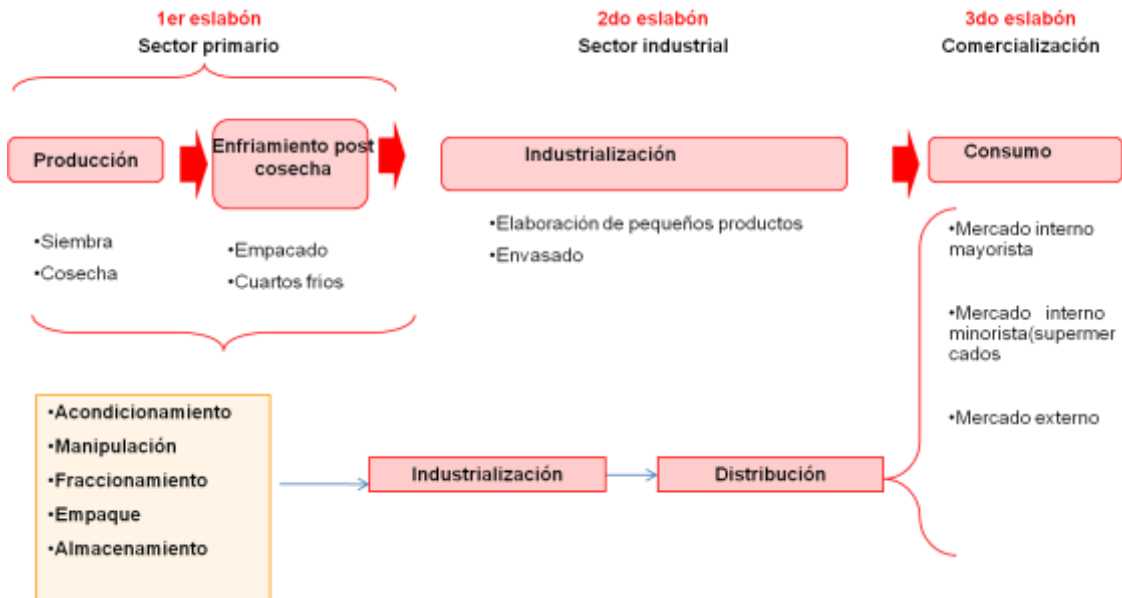 1er eslabón
Sector primario
2do eslabón
Sector industrial
3do eslabón
Comercialización
Producción
Enfriamiento post
cosecha
Industrialización
Consumo
•Siembra
•Cosecha
•Empacado
•Cuartos fríos
•Elaboración de pequeños productos
•Envasado
•Mercado interno
mayorista
•Mercado interno
minorista(supermer
cados
•Mercado externo
•Acondicionamiento
•Manipulación
•Fraccionamiento
•Empaque
•Almacenamiento
Industrialización
Distribución